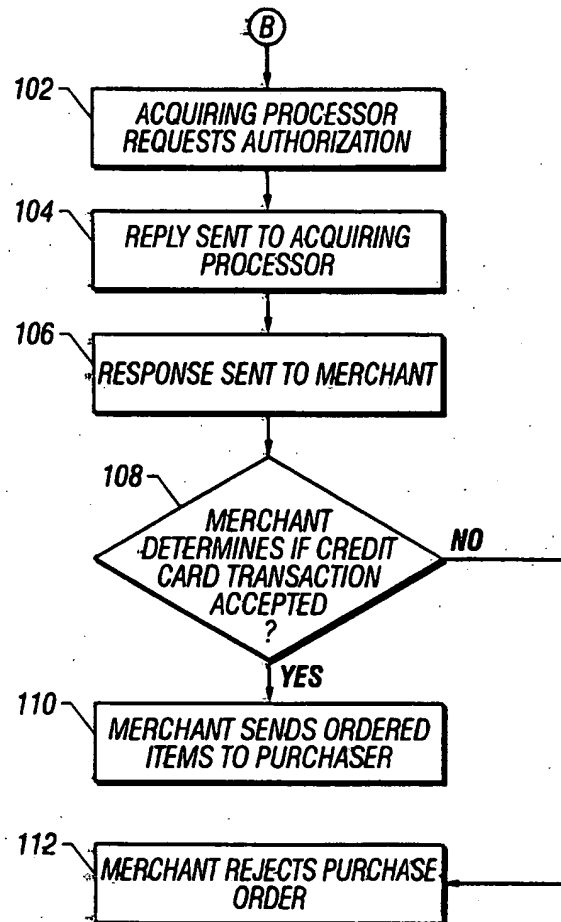 B
102
ACQUIRING PROCESSOR
REQUESTS AUTHORIZATION
104
REPLY SENT TO ACQUIRING
PROCESSOR
106
RESPONSE SENT TO MERCHANT
108
MERCHANT
DETERMINES IF CREDIT
CARD TRANSACTION
ACCEPTED
?
NO
YES
110
MERCHANT SENDS ORDERED
ITEMS TO PURCHASER
112
MERCHANT REJECTS PURCHASE
ORDER